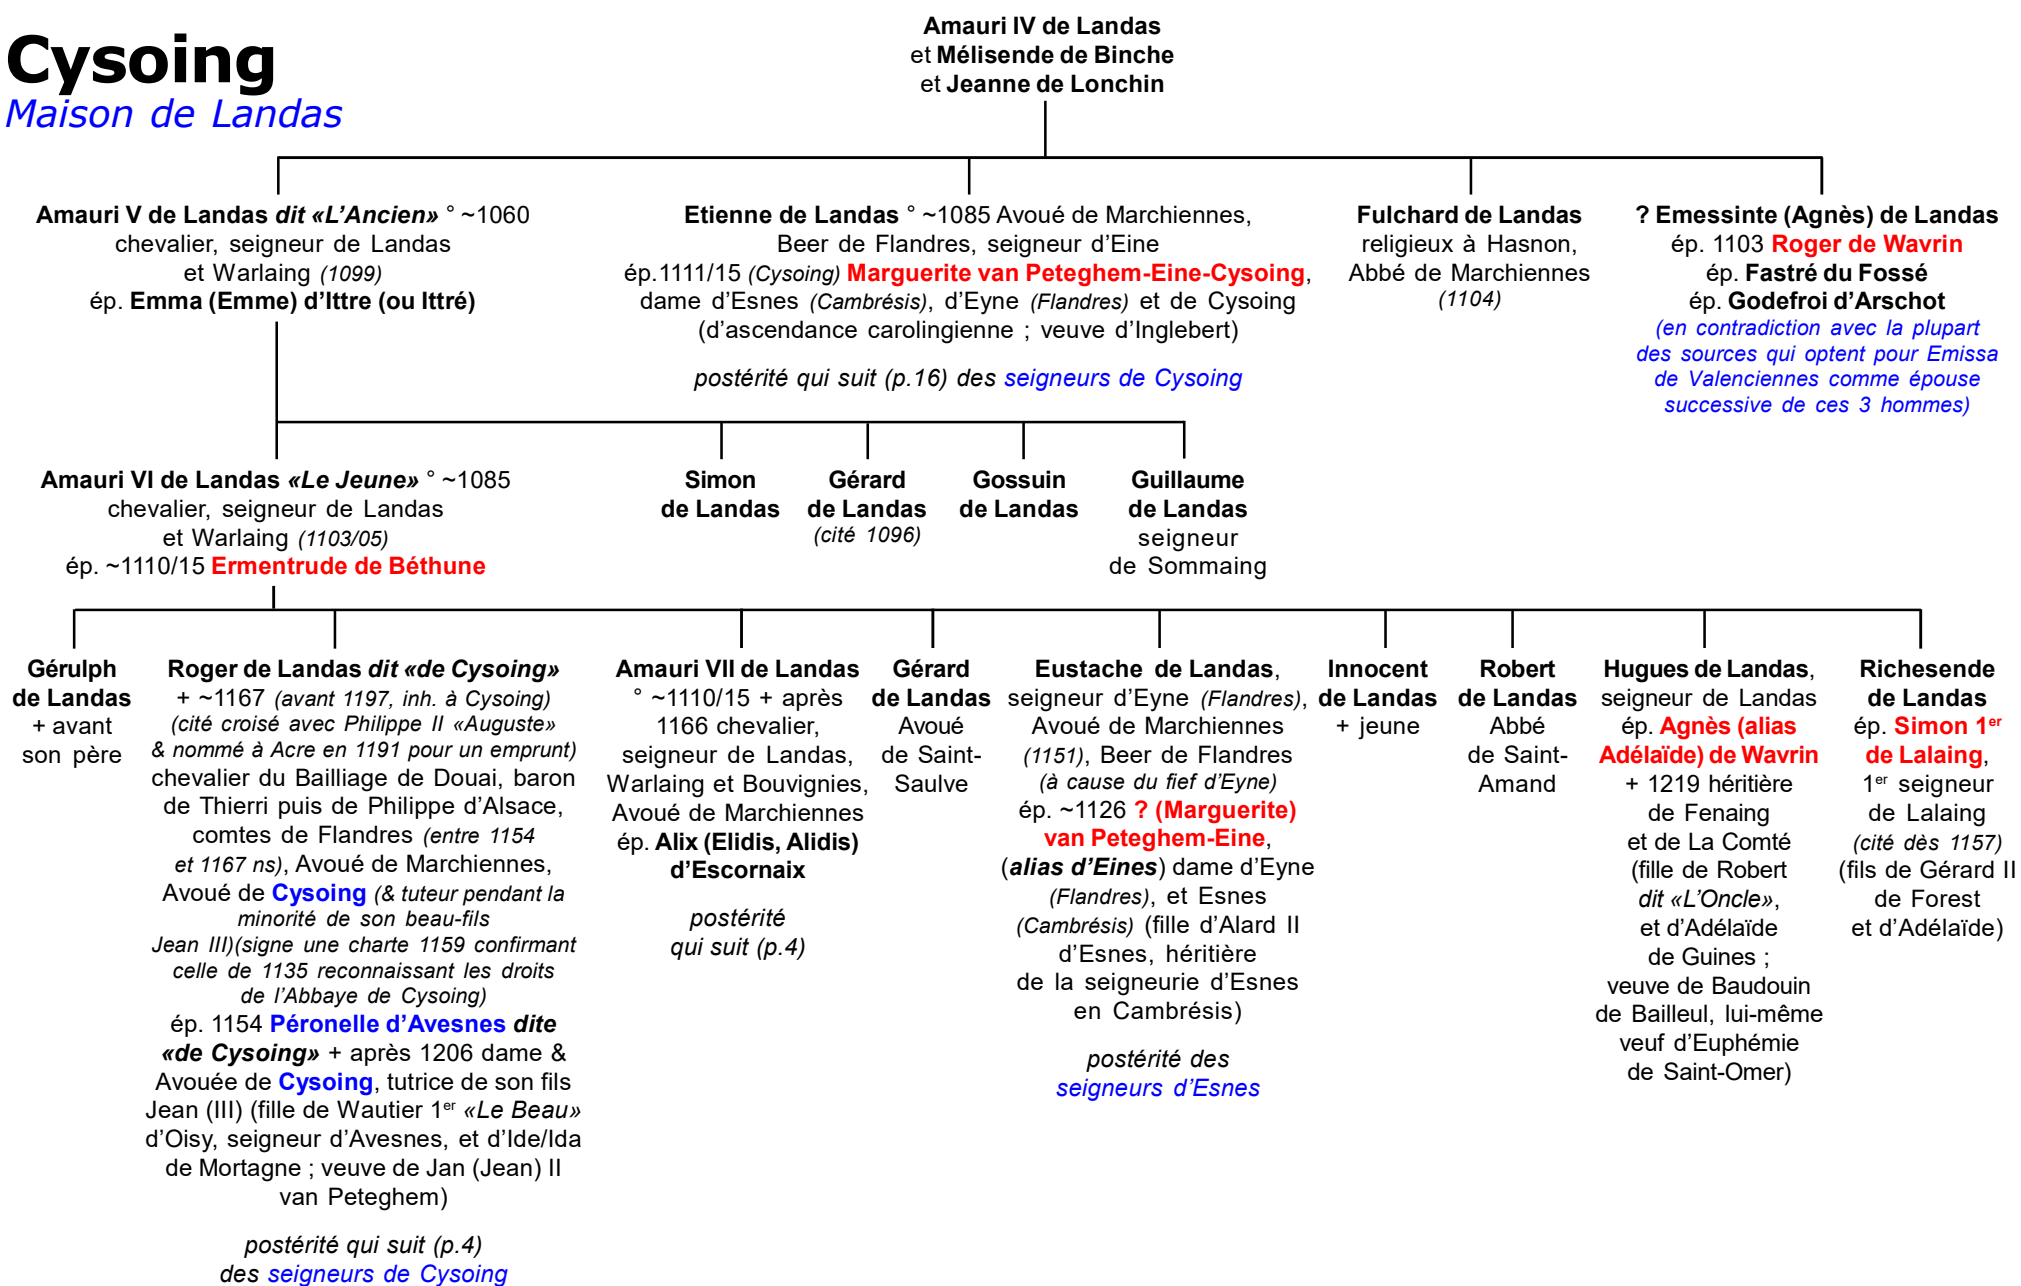 Cysoing
Maison de Landas
Amauri IV de Landas
et Mélisende de Binche
et Jeanne de Lonchin
Amauri V de Landas dit «L'Ancien» ° ~1060
chevalier, seigneur de Landas
et Warlaing (1099)
ép. Emma (Emme) d'Ittre (ou Ittré)
Etienne de Landas ° ~1085 Avoué de Marchiennes,
Beer de Flandres, seigneur d'Eine
ép.1111/15 (Cysoing) Marguerite van Peteghem-Eine-Cysoing,
dame d'Esnes (Cambrésis), d'Eyne (Flandres) et de Cysoing
(d'ascendance carolingienne ; veuve d'Inglebert)
postérité qui suit (p.16) des seigneurs de Cysoing
Fulchard de Landas
religieux à Hasnon,
Abbé de Marchiennes
(1104)
? Emessinte (Agnès) de Landas
ép. 1103 Roger de Wavrin
ép. Fastré du Fossé
ép. Godefroi d'Arschot
(en contradiction avec la plupart
des sources qui optent pour Emissa
de Valenciennes comme épouse
successive de ces 3 hommes)
Amauri VI de Landas «Le Jeune» ° ~1085
chevalier, seigneur de Landas
et Warlaing (1103/05)
ép. ~1110/15 Ermentrude de Béthune
Simon
de Landas
Gérard
de Landas
(cité 1096)
Gossuin
de Landas
Guillaume
de Landas
seigneur
de Sommaing
Gérulph
de Landas
+ avant
son père
Roger de Landas dit «de Cysoing»
+ ~1167 (avant 1197, inh. à Cysoing)
(cité croisé avec Philippe II «Auguste»
& nommé à Acre en 1191 pour un emprunt)
chevalier du Bailliage de Douai, baron
de Thierri puis de Philippe d'Alsace,
comtes de Flandres (entre 1154
et 1167 ns), Avoué de Marchiennes,
Avoué de Cysoing (& tuteur pendant la
minorité de son beau-fils
Jean III)(signe une charte 1159 confirmant
celle de 1135 reconnaissant les droits
de l'Abbaye de Cysoing)
ép. 1154 Péronelle d'Avesnes dite
«de Cysoing» + après 1206 dame &
Avouée de Cysoing, tutrice de son fils
Jean (III) (fille de Wautier 1er «Le Beau»
d'Oisy, seigneur d'Avesnes, et d'Ide/Ida
de Mortagne ; veuve de Jan (Jean) II
van Peteghem)
postérité qui suit (p.4)
des seigneurs de Cysoing
Amauri VII de Landas
° ~1110/15 + après
1166 chevalier,
seigneur de Landas,
Warlaing et Bouvignies,
Avoué de Marchiennes
ép. Alix (Elidis, Alidis)
d'Escornaix
postérité
qui suit (p.4)
Gérard
de Landas
Avoué
de Saint-
Saulve
Eustache de Landas,
seigneur d'Eyne (Flandres),
Avoué de Marchiennes
(1151), Beer de Flandres
(à cause du fief d'Eyne)
ép. ~1126 ? (Marguerite)
van Peteghem-Eine,
(alias d'Eines) dame d'Eyne
(Flandres), et Esnes
(Cambrésis) (fille d'Alard II
d'Esnes, héritière
de la seigneurie d'Esnes
en Cambrésis)
postérité des
seigneurs d'Esnes
Innocent
de Landas
+ jeune
Robert
de Landas
Abbé
de Saint-
Amand
Hugues de Landas,
seigneur de Landas
ép. Agnès (alias
Adélaïde) de Wavrin
+ 1219 héritière
de Fenaing
et de La Comté
(fille de Robert
dit «L'Oncle»,
et d'Adélaïde
de Guines ;
veuve de Baudouin
de Bailleul, lui-même
veuf d'Euphémie
de Saint-Omer)
Richesende
de Landas
ép. Simon 1er
de Lalaing,
1er seigneur
de Lalaing
(cité dès 1157)
(fils de Gérard II
de Forest
et d'Adélaïde)